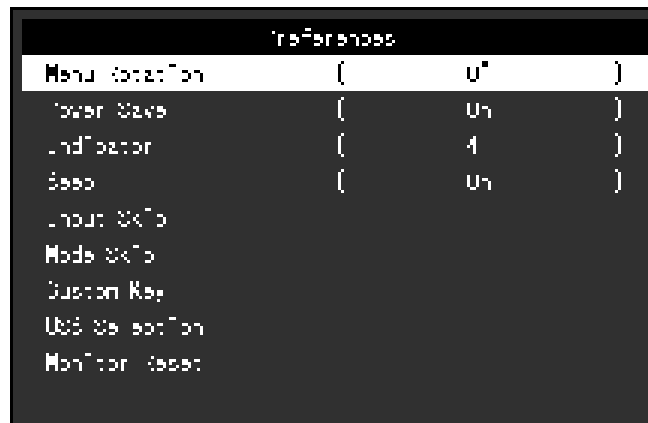 Preferences
Menu Rotation ( 0° )
Power Save ( On )
Indicator ( 4 )
Beep ( On )
Input Skip
Mode Skip
Custom Key
USB Selection
Monitor Reset